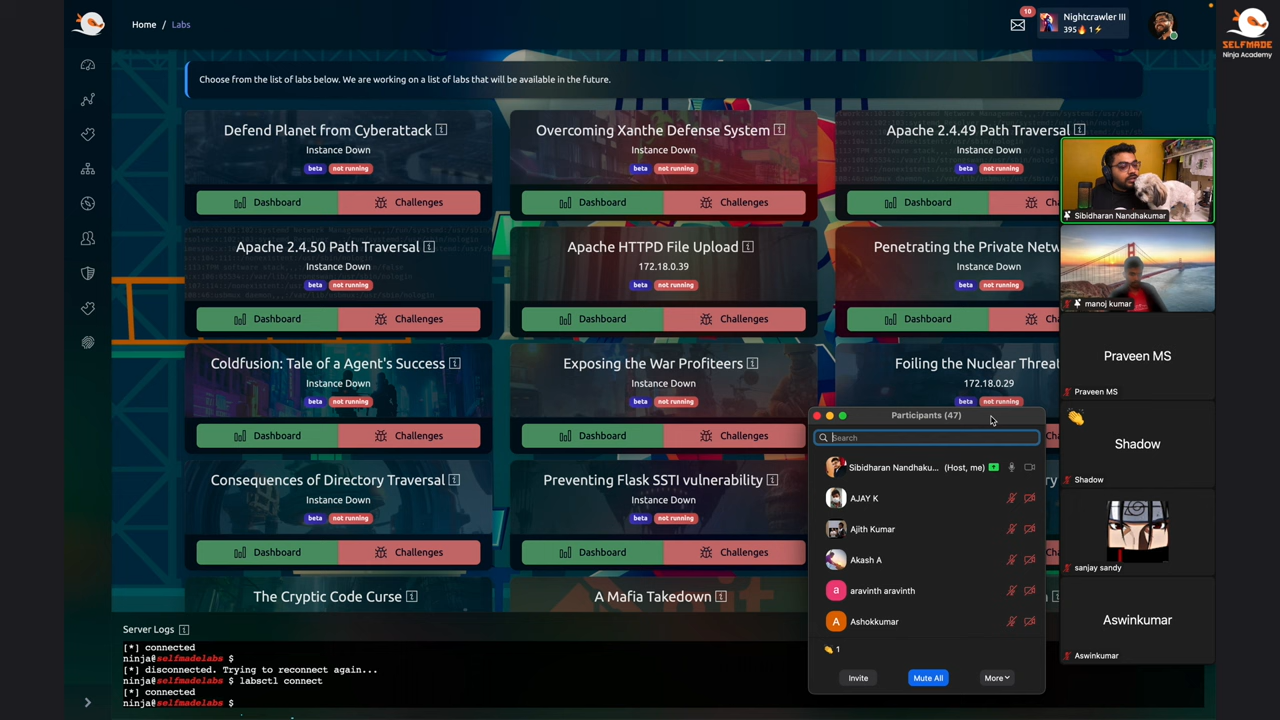 Home / Labs
10
Nightcrawler III
395 1
SELFMADE
Ninja Academy
Choose from the list of labs below. We are working on a list of labs that will be available in the future.
Defend Planet from Cyberattack
Instance Down
beta not running
Dashboard Challenges
Overcoming Xanthe Defense System
Instance Down
beta not running
Dashboard Challenges
Apache 2.4.49 Path Traversal
Instance Down
beta not running
Dashboard
Apache 2.4.50 Path Traversal
Instance Down
beta not running
Dashboard Challenges
Apache HTTPD File Upload
172.18.0.39
beta not running
Dashboard Challenges
Penetrating the Private Netw
Instance Down
beta not running
Dashboard Cha
Coldfusion: Tale of a Agent's Success
Instance Down
beta not running
Dashboard Challenges
Exposing the War Profiteers
Instance Down
beta not running
Dashboard Challenges
Foiling the Nuclear Threat
172.18.0.29
beta not running
Consequences of Directory Traversal
Instance Down
beta not running
Dashboard Challenges
Preventing Flask SSTI vulnerability
Instance Down
beta not running
Dashboard Challenges
The Cryptic Code Curse
A Mafia Takedown
Server Logs
[*] connected
ninja@selfmadelabs $
[*] disconnected. Trying to reconnect again...
ninja@selfmadelabs $ labsctl connect
[*] connected
ninja@selfmadelabs $
Participants (47)
Search
Sibidharan Nandhaku... (Host, me)
AJAY K
Ajith Kumar
Akash A
a aravinth aravinth
A Ashokkumar
1
Invite Mute All More
Sibidharan Nandhakumar
manoj kumar
Praveen MS
Praveen MS
Shadow
Shadow
sanjay sandy
Aswinkumar
Aswinkumar